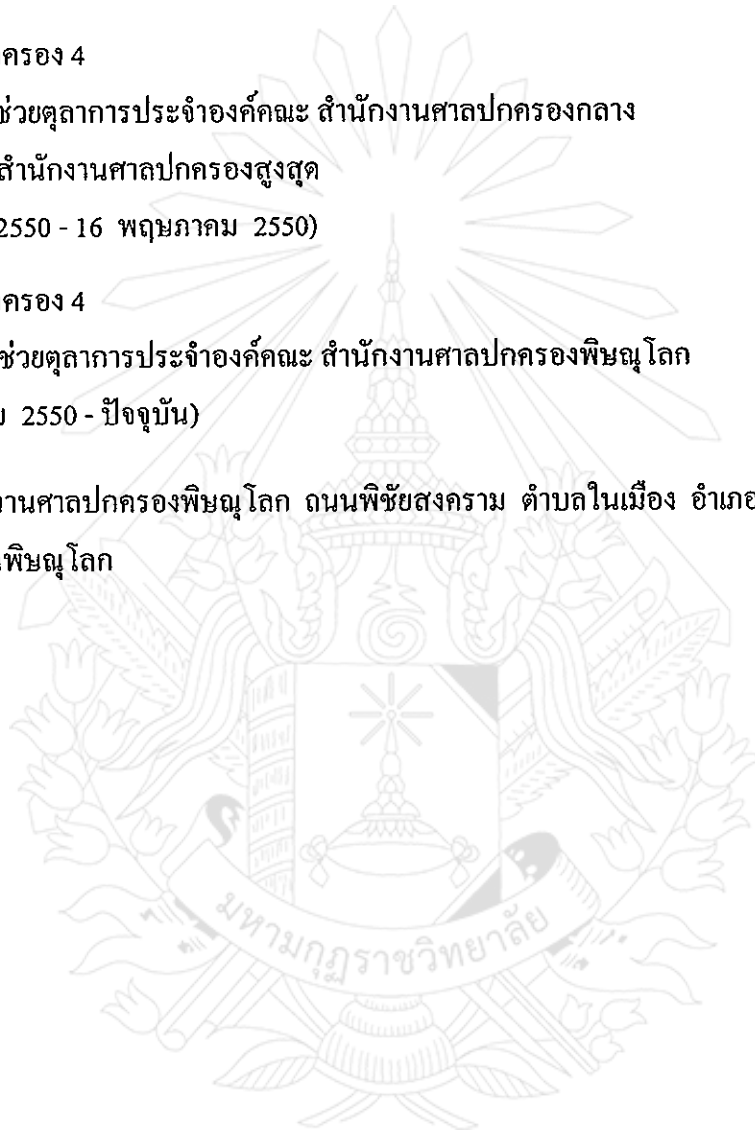 ครอง 4
ช่วยตุลาการประจำองค์คณะ สำนักงานศาลปกครองกลาง
สำนักงานศาลปกครองสูงสุด
2550 - 16 พฤษภาคม 2550)
ครอง 4
ช่วยตุลาการประจำองค์คณะ สำนักงานศาลปกครองพิษณุโลก
2550 - ปัจจุบัน)
งานศาลปกครองพิษณุโลก ถนนพิชัยสงคราม ตำบลในเมือง อำเภอ
พิษณุโลก
มหามกุฏราชวิทยาลัย